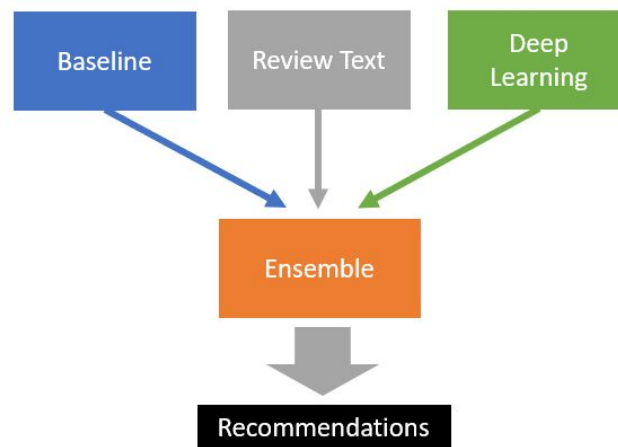 Baseline
Review Text
Deep
Learning
Ensemble
Recommendations